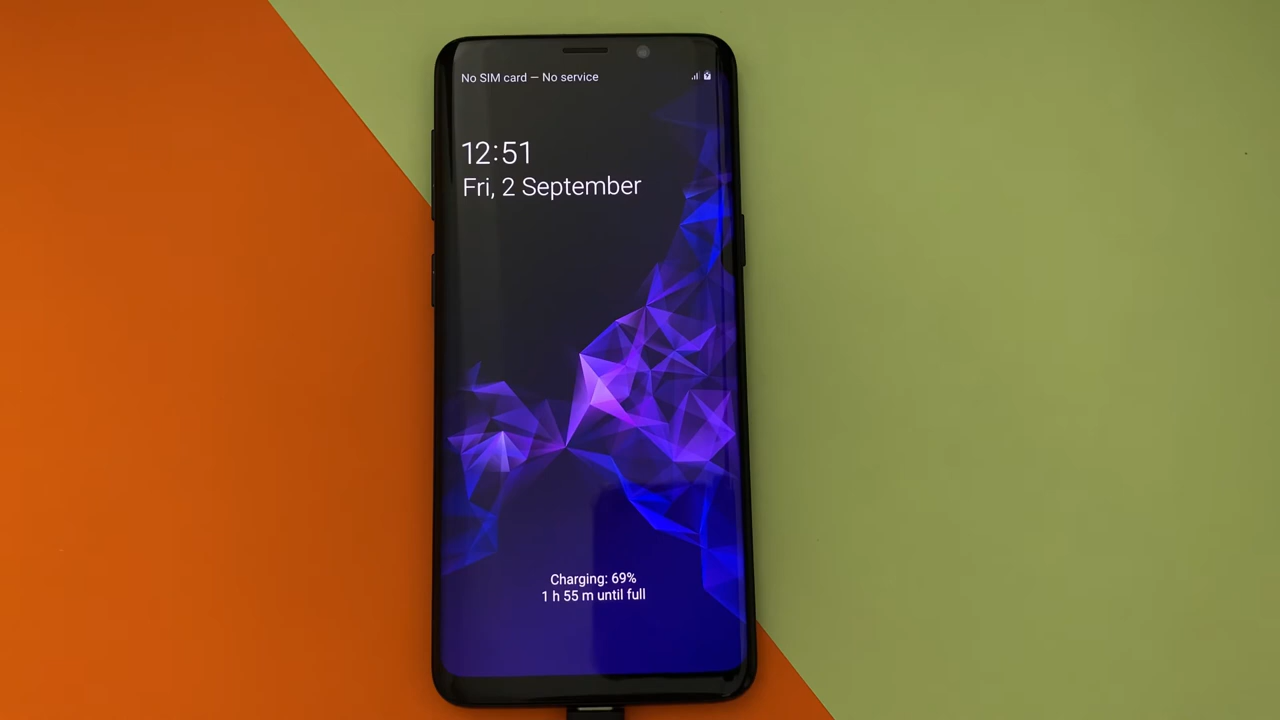 No SIM card – No service
12:51
Fri, 2 September
Charging: 69%
1 h 55 m until full